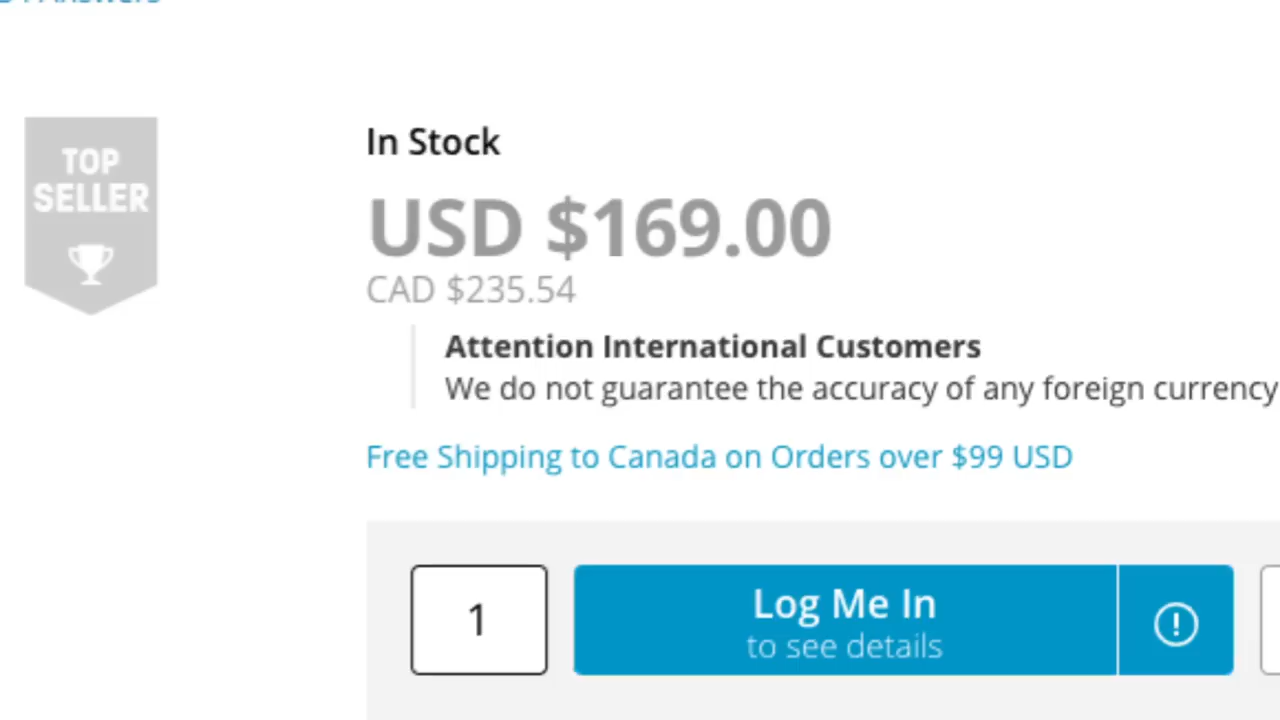 TOP
SELLER
In Stock
USD $169.00
CAD $235.54
Attention International Customers
We do not guarantee the accuracy of any foreign currency
Free Shipping to Canada on Orders over $99 USD
1
Log Me In
to see details